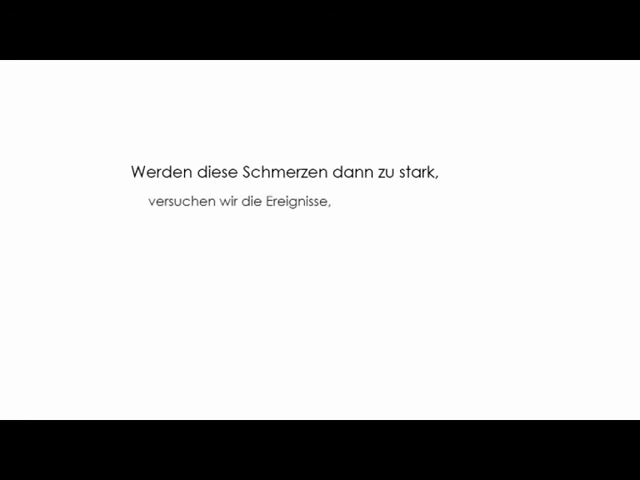 Werden diese Schmerzen dann zu stark,
versuchen wir die Ereignisse,